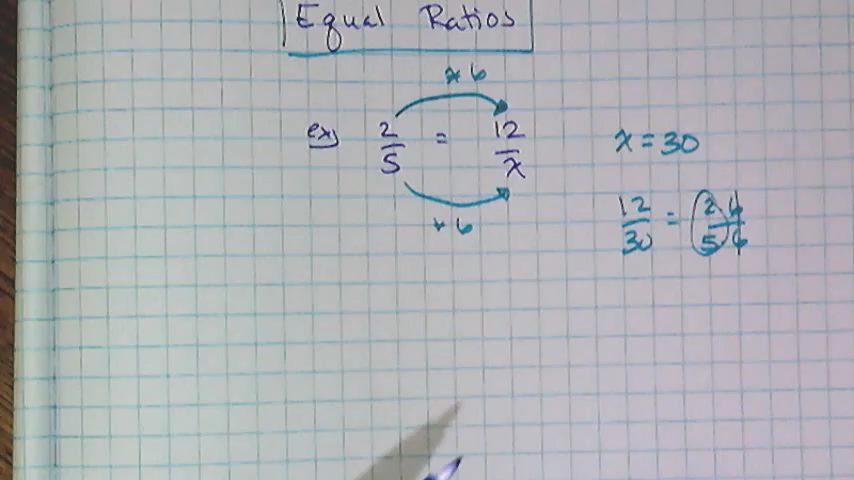 Equal Ratios
× 6
ex) 2/5 = 12/x
× 6
x = 30
12/30 = 2·6/5·6